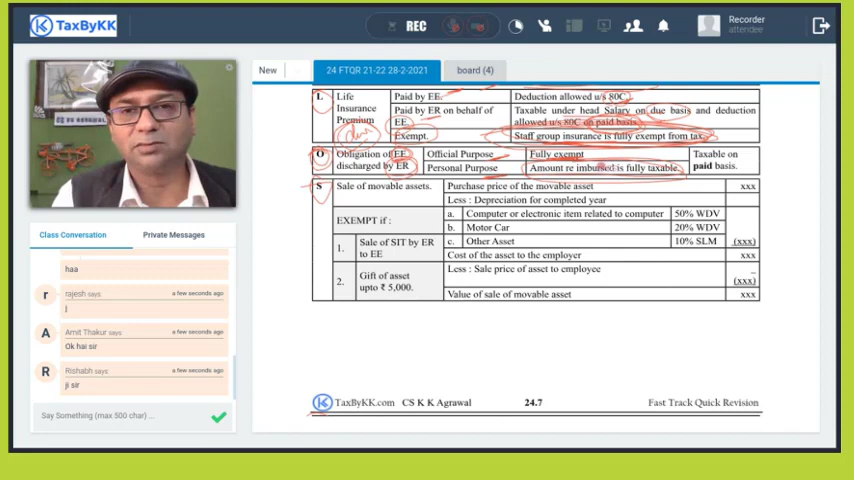 TaxByKK
REC
Recorder
attendee
New
24 FTQR 21-22 28-2-2021
board (4)
L
Life Insurance Premium
Paid by EE.
Deduction allowed u/s 80C
Paid by ER on behalf of EE.
Taxable under head Salary on due basis and deduction allowed u/s 80C on paid basis.
Exempt.
Staff group insurance is fully exempt from tax.
O
Obligation of EE discharged by ER
Official Purpose
Fully exempt
Taxable on paid basis.
Personal Purpose
Amount re imbursed is fully taxable.
S
Sale of movable assets.
Purchase price of the movable asset
xxx
Less : Depreciation for completed year
EXEMPT if :
a.
Computer or electronic item related to computer
50% WDV
b.
Motor Car
20% WDV
1.
Sale of SIT by ER to EE
c.
Other Asset
10% SLM
(xxx)
Cost of the asset to the employer
xxx
2.
Gift of asset upto ₹ 5,000.
Less : Sale price of asset to employee
(xxx)
Value of sale of movable asset
xxx
TaxByKK.com CS K K Agrawal
24.7
Fast Track Quick Revision
Class Conversation
Private Messages
haa
r
rajesh says
a few seconds ago
j
A
Amit Thakur says
a few seconds ago
Ok hai sir
R
Rishabh says
a few seconds ago
ji sir
Say Something (max 500 char) ...